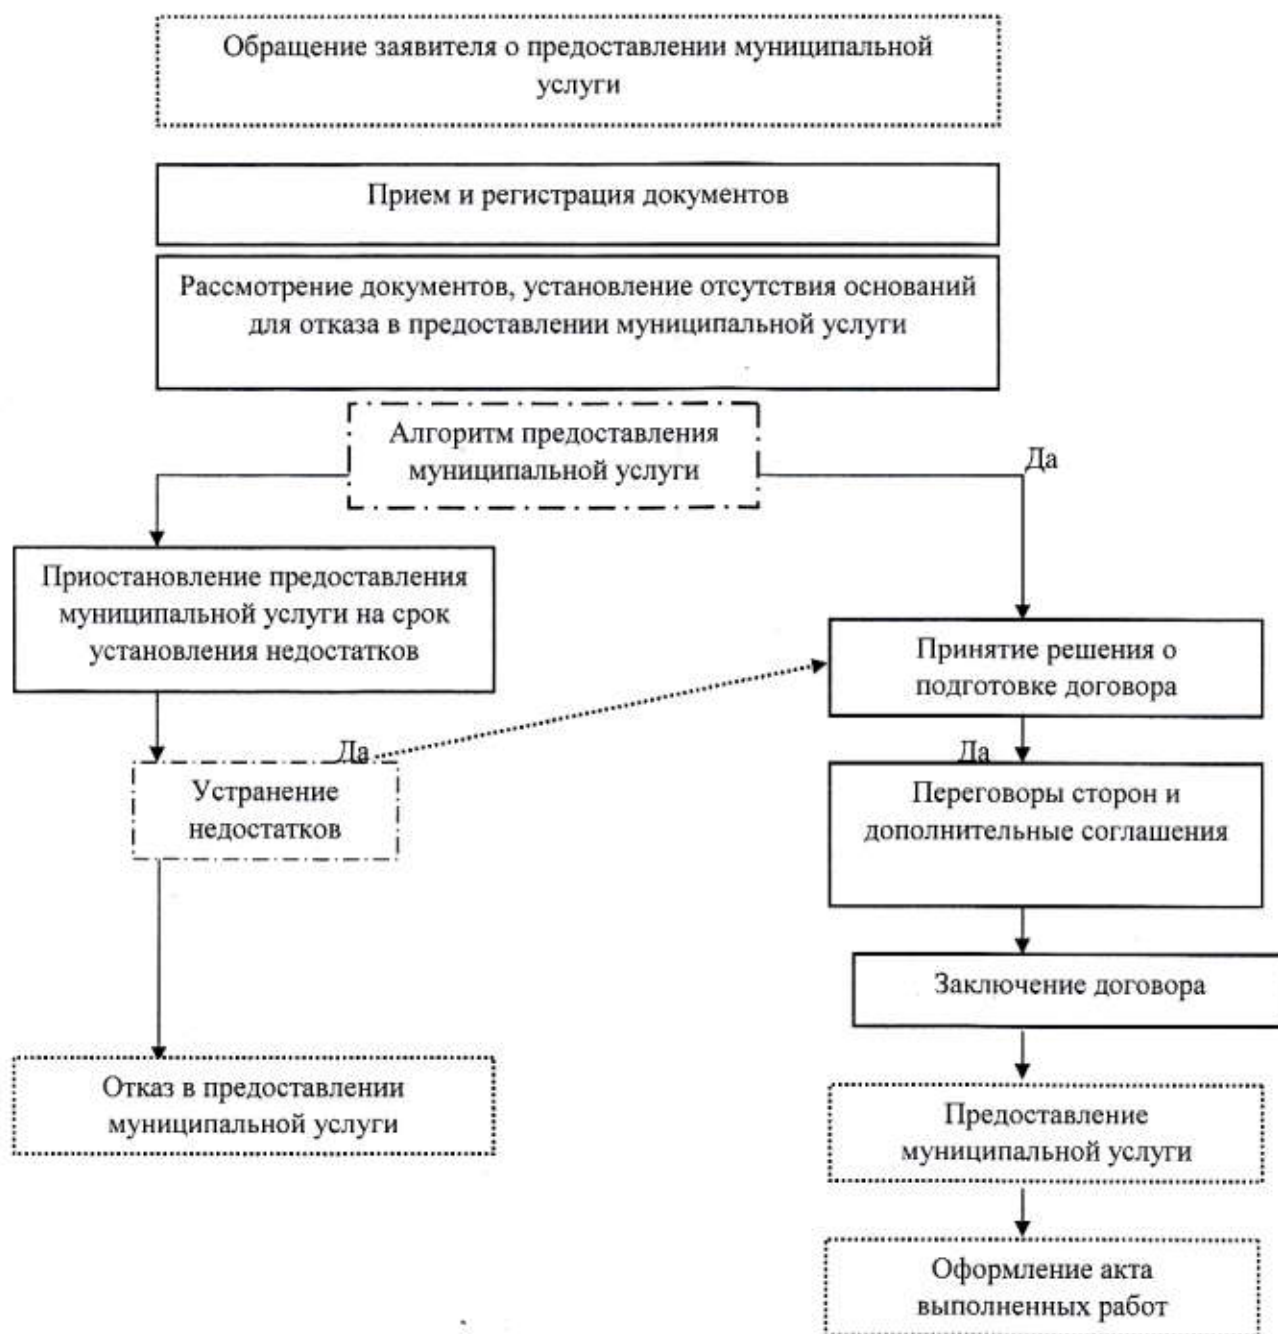 Обращение заявителя о предоставлении муниципальной
услуги
Прием и регистрация документов
Рассмотрение документов, установление отсутствия оснований
для отказа в предоставлении муниципальной услуги
Алгоритм предоставления
муниципальной услуги
Да
Приостановление предоставления
муниципальной услуги на срок
установления недостатков
Принятие решения о
подготовке договора
Да
Устранение
недостатков
Да
Переговоры сторон и
дополнительные соглашения
Заключение договора
Отказ в предоставлении
муниципальной услуги
Предоставление
муниципальной услуги
Оформление акта
выполненных работ